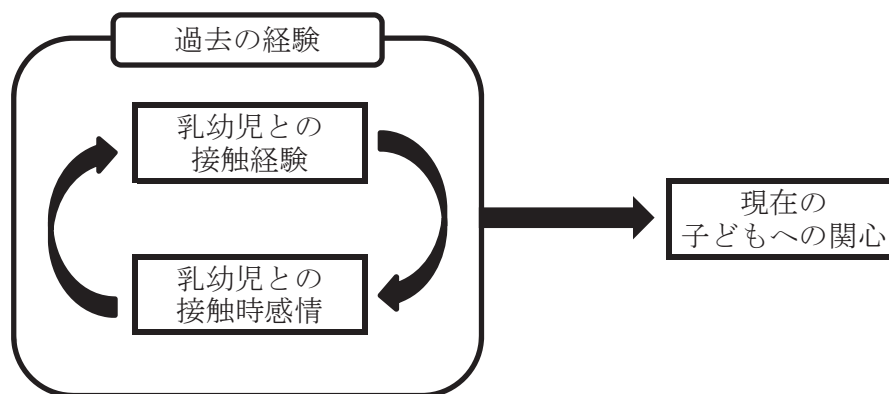 過去の経験
乳幼児との
接触経験
乳幼児との
接触時感情
現在の
子どもへの関心